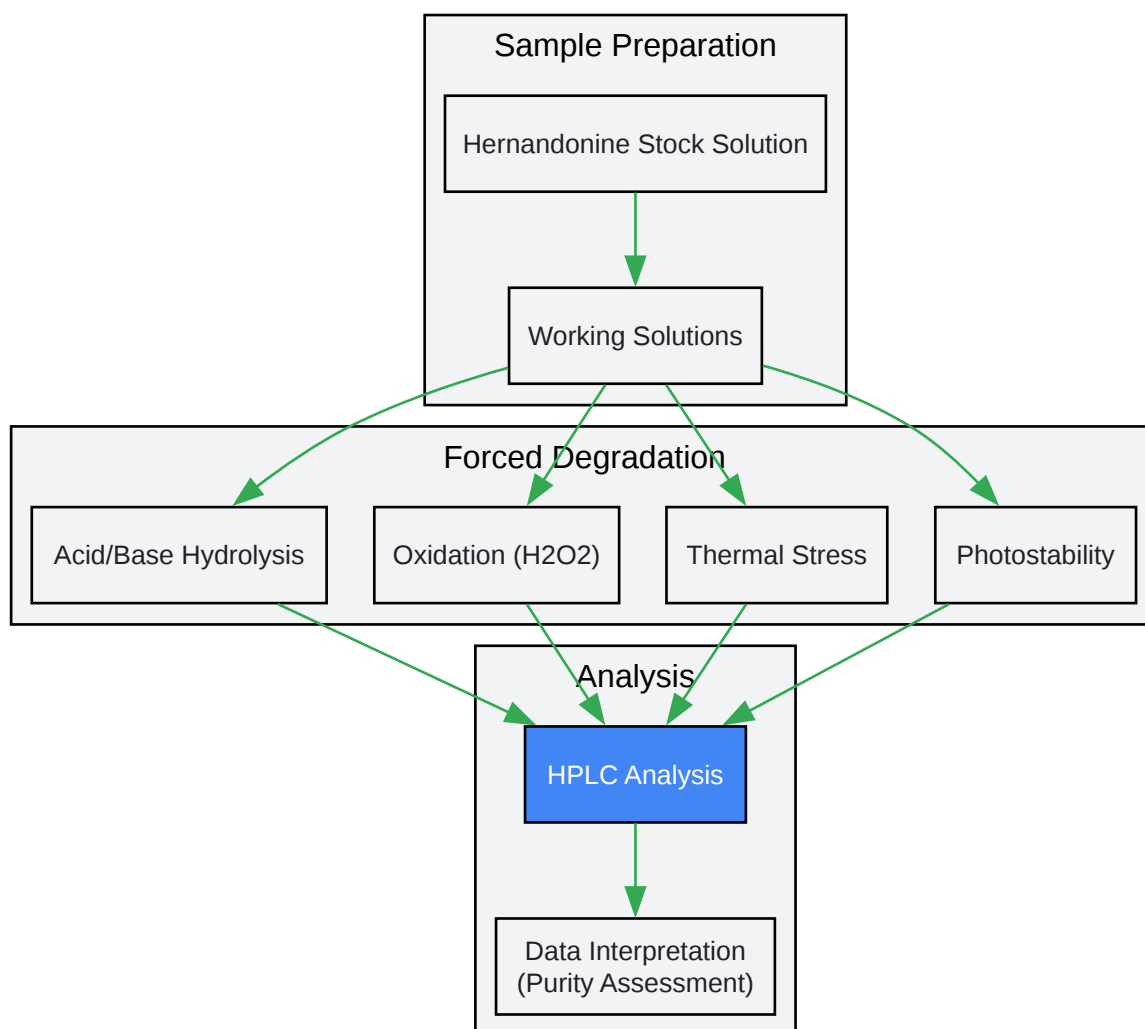 Sample Preparation
Hernandonine Stock Solution
Working Solutions
Forced Degradation
Acid/Base Hydrolysis
Oxidation (H2O2)
Thermal Stress
Photostability
Analysis
HPLC Analysis
Data Interpretation
(Purity Assessment)